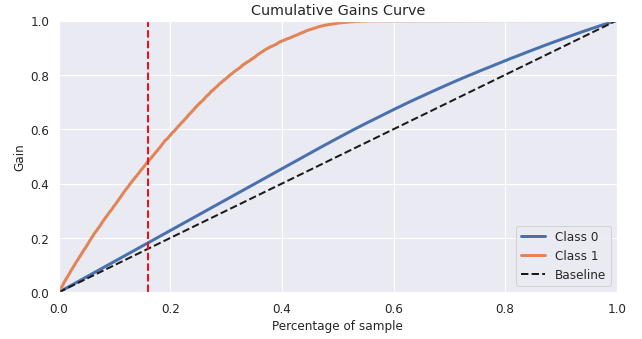 Cumulative Gains Curve
1.0
0.8
0.6
0.4
0.2
0.0
Gain
Class 0
Class 1
Baseline
0.0 0.2 0.4 0.6 0.8 1.0
Percentage of sample